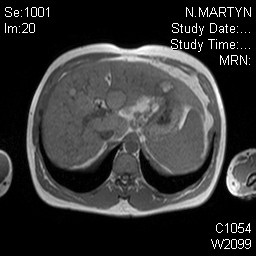 Se:1001
Im:20
N.MARTYN
Study Date:...
Study Time:...
MRN:
C1054
W2099